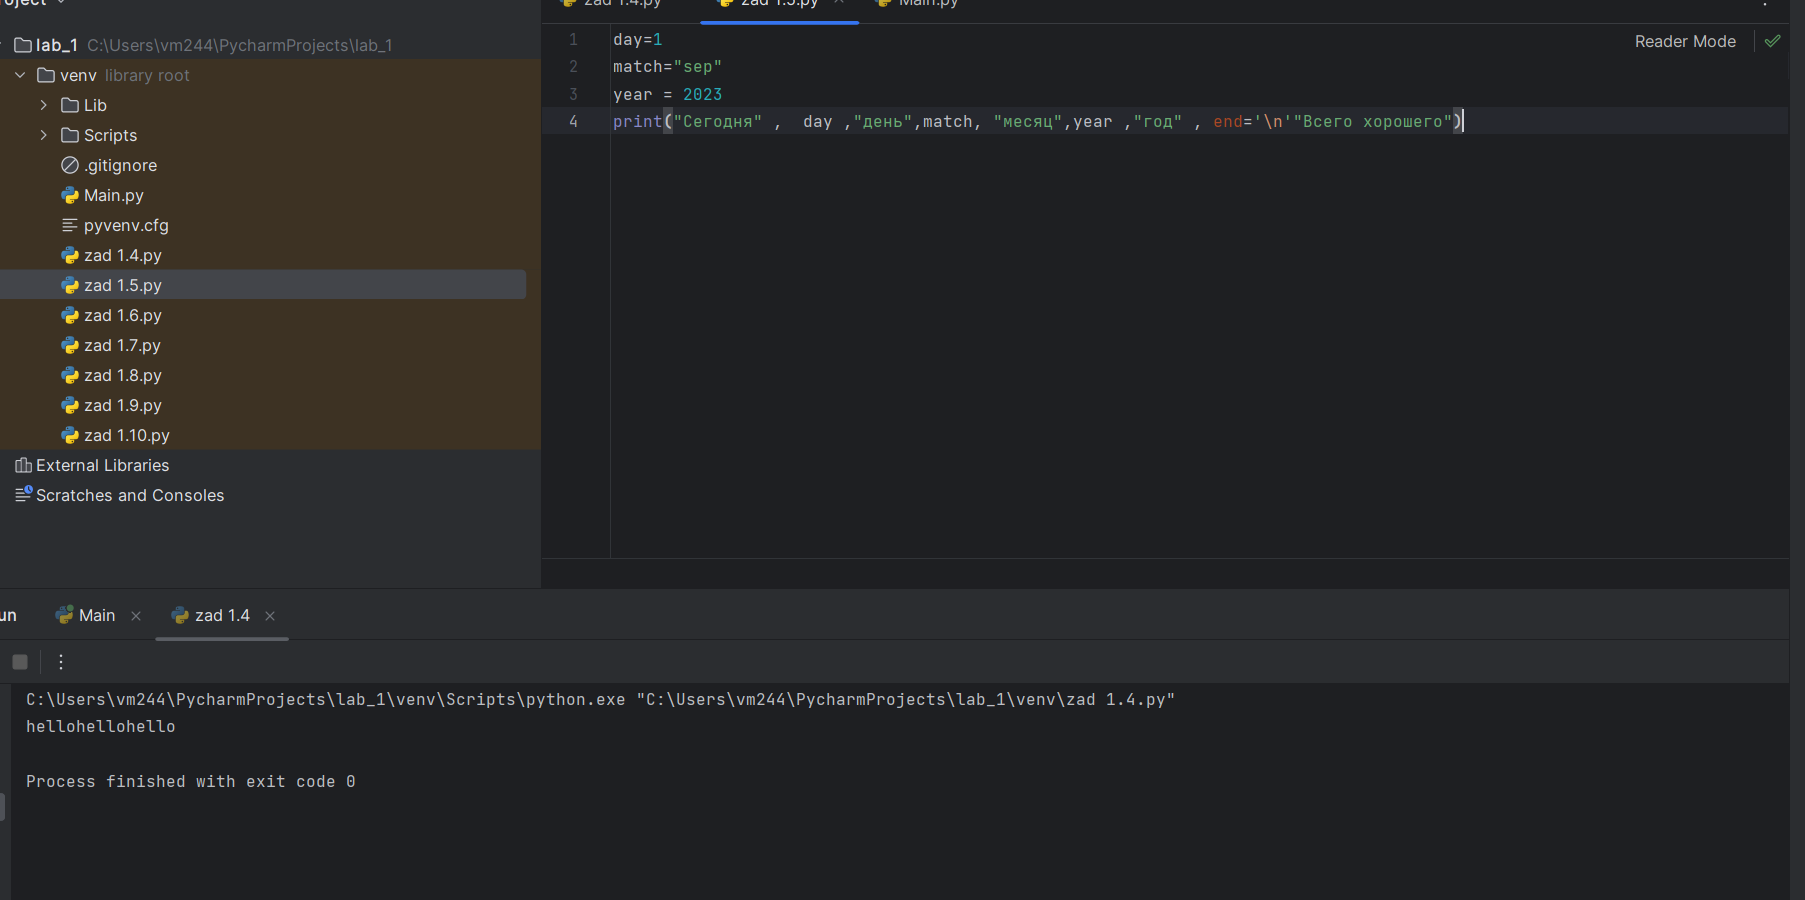 zad 1.4.py zad 1.5.py Main.py
lab_1 C:\Users\vm244\PycharmProjects\lab_1
venv library root
Lib
Scripts
.gitignore
Main.py
pyvenv.cfg
zad 1.4.py
zad 1.5.py
zad 1.6.py
zad 1.7.py
zad 1.8.py
zad 1.9.py
zad 1.10.py
External Libraries
Scratches and Consoles
Reader Mode
1 day=1
2 match="sep"
3 year = 2023
4 print("Сегодня" ,  day ,"день",match, "месяц",year ,"год" , end='\n'"Всего хорошего")
Main zad 1.4
C:\Users\vm244\PycharmProjects\lab_1\venv\Scripts\python.exe "C:\Users\vm244\PycharmProjects\lab_1\venv\zad 1.4.py"
hellohellohello
Process finished with exit code 0